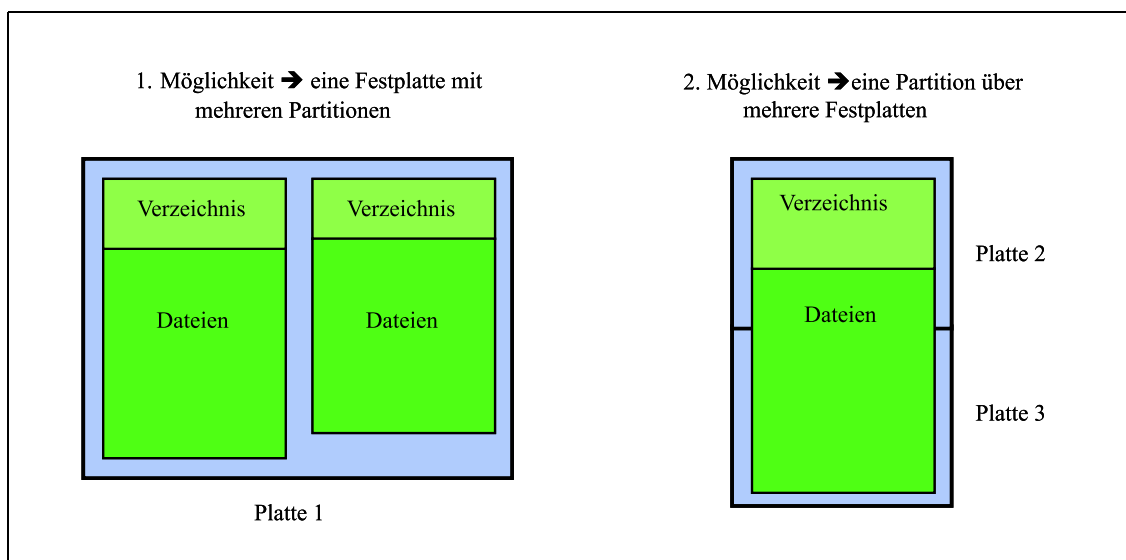 1. Möglichkeit ➔ eine Festplatte mit
mehreren Partitionen
Verzeichnis
Verzeichnis
Dateien
Dateien
Platte 1
2. Möglichkeit ➔eine Partition über
mehrere Festplatten
Verzeichnis
Platte 2
Dateien
Platte 3